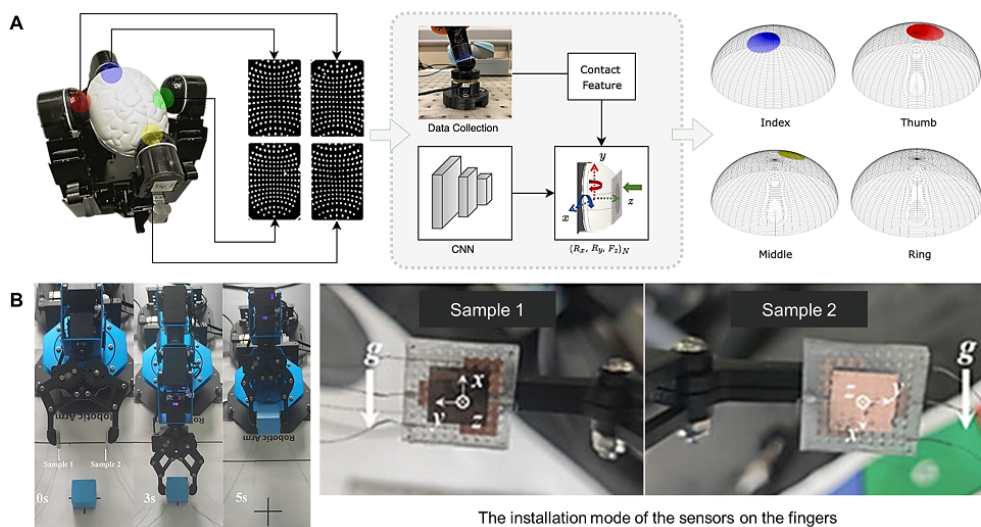 A
Data Collection
Contact
Feature
CNN
y
x
z
(Rx, Ry, Fz)N
Index
Thumb
Middle
Ring
B
Robotic Arm
RoboticArm
Sample 1
Sample 2
0s
3s
5s
Sample 1
g
x
y
z
Sample 2
g
z
y
x
The installation mode of the sensors on the fingers